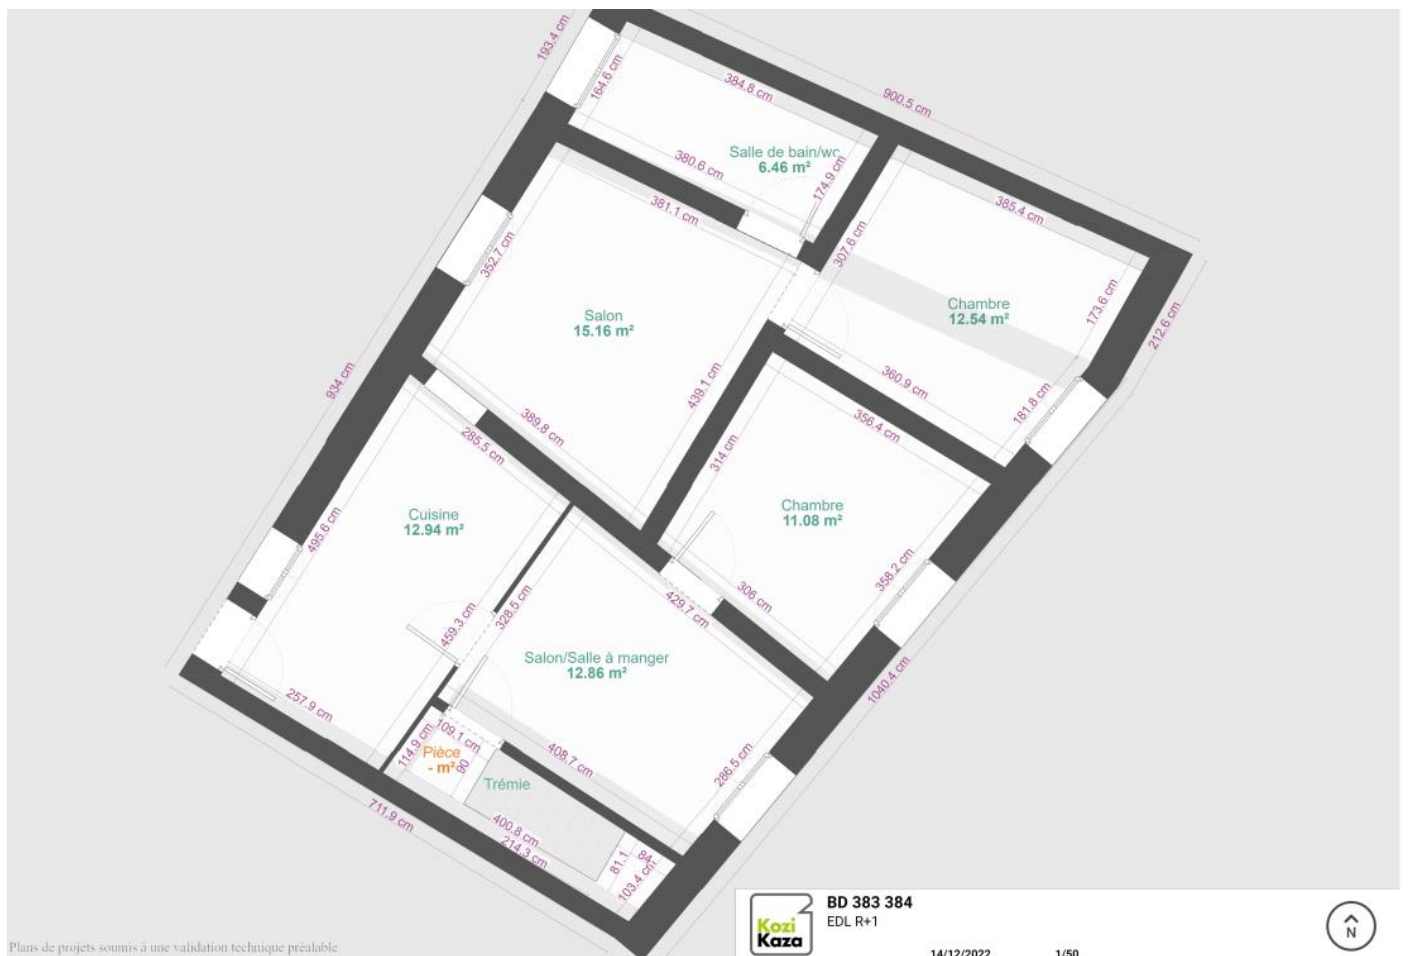 193.4 cm
164.6 cm
384.8 cm
900.5 cm
Salle de bain/wc
6.46 m²
380.6 cm
174.9 cm
381.1 cm
385.4 cm
307.6 cm
352.7 cm
Chambre
12.54 m²
173.6 cm
212.6 cm
Salon
15.16 m²
934 cm
439.1 cm
360.9 cm
181.8 cm
389.8 cm
356.4 cm
285.5 cm
314 cm
Cuisine
12.94 m²
Chambre
11.08 m²
495.6 cm
358.2 cm
306 cm
429.7 cm
459.3 cm
328.5 cm
Salon/Salle à manger
12.86 m²
1040.4 cm
257.9 cm
109.1 cm
114.9 cm
Pièce
- m²
90
408.7 cm
286.5 cm
Trémie
711.9 cm
400.8 cm
214.3 cm
81.1
84
103.4 cm
Kozi
Kaza
BD 383 384
EDL R+1
N
14/12/2022
1/50
Plans de projets soumis à une validation technique préalable